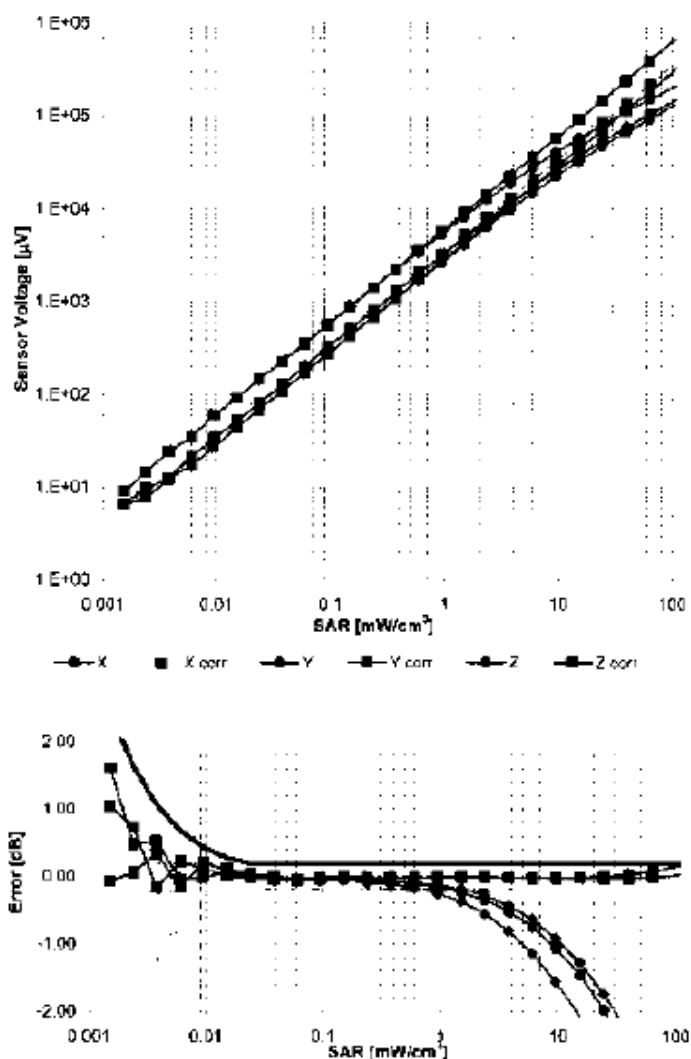 1.E+06
1.E+05
1.E+04
1.E+03
1.E+02
1.E+01
1.E+00
Sensor Voltage [µV]
0.001 0.01 0.1 1 10 100
SAR [mW/cm³]
X X corr Y Y corr Z Z corr
2.00
1.00
0.00
-1.00
-2.00
Error [dB]
0.001 0.01 0.1 1 10 100
SAR [mW/cm³]